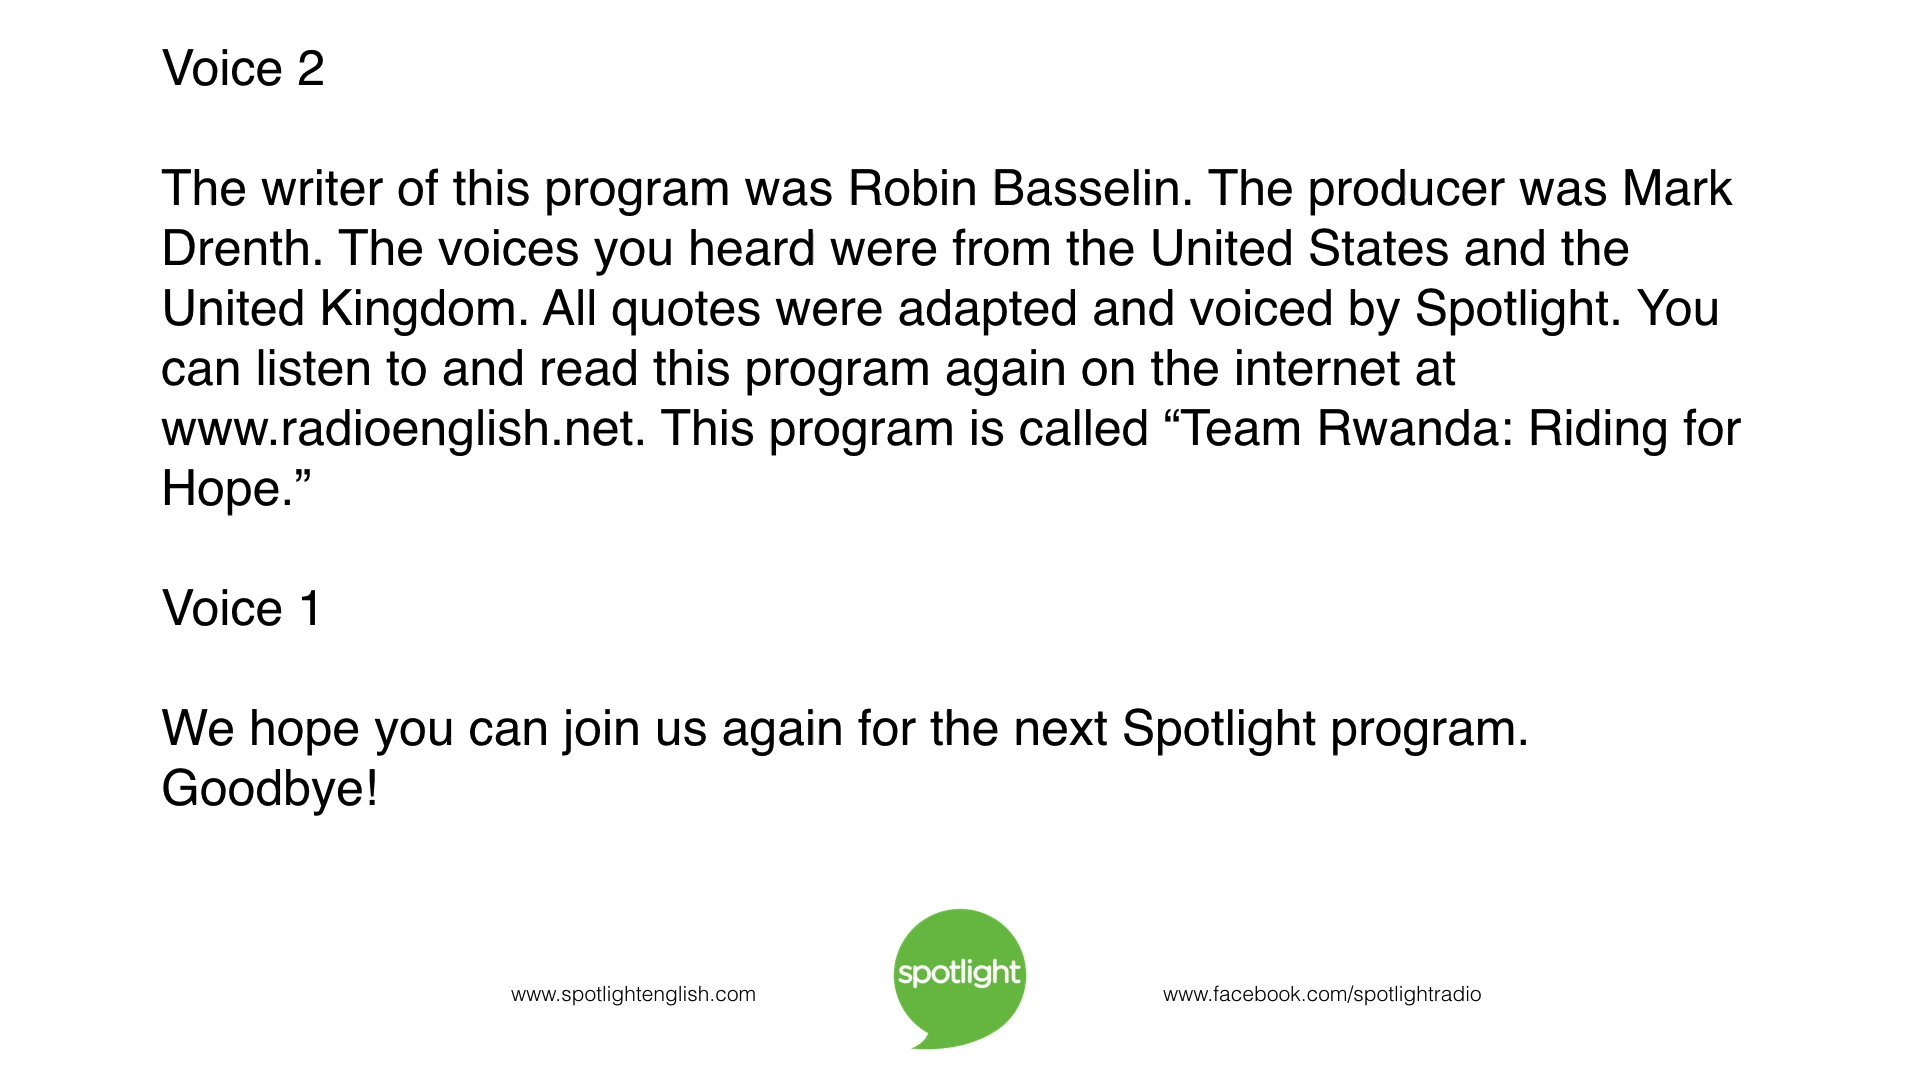 Voice 2
The writer of this program was Robin Basselin. The producer was Mark
Drenth. The voices you heard were from the United States and the
United Kingdom. All quotes were adapted and voiced by Spotlight. You
can listen to and read this program again on the internet at
www.radioenglish.net. This program is called “Team Rwanda: Riding for
Hope.”
Voice 1
We hope you can join us again for the next Spotlight program.
Goodbye!
www.spotlightenglish.com
spotlight
www.facebook.com/spotlightradio